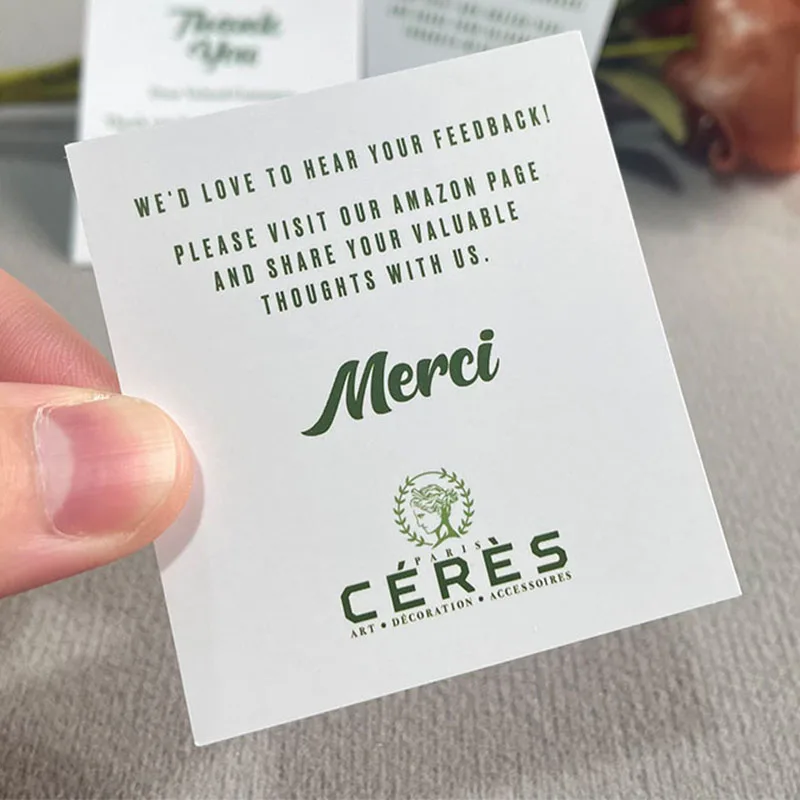 Thank
You
WE'D LOVE TO HEAR YOUR FEEDBACK!
PLEASE VISIT OUR AMAZON PAGE
AND SHARE YOUR VALUABLE
THOUGHTS WITH US.
Merci
PARIS
CÉRÈS
ART • DÉCORATION • ACCESSOIRES